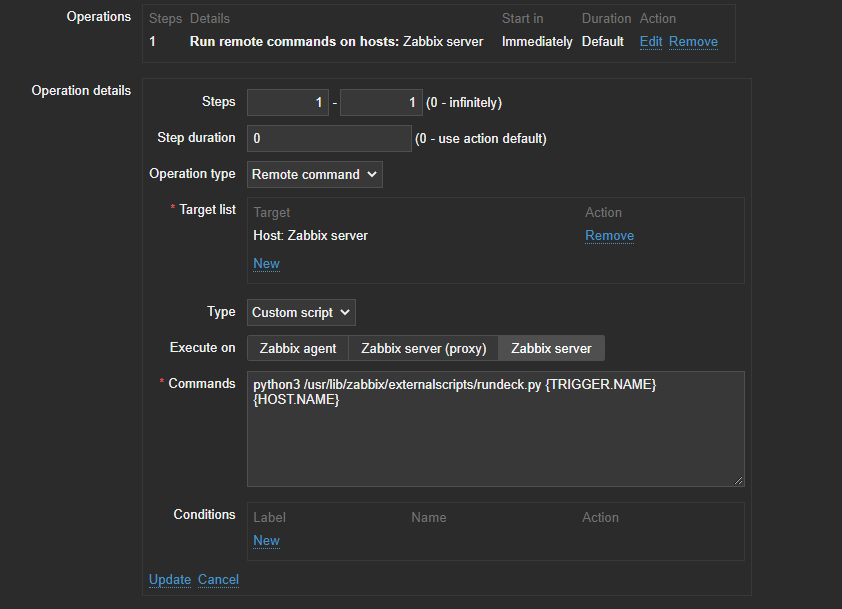 Operations
Steps Details Start in Duration Action
1 Run remote commands on hosts: Zabbix server Immediately Default Edit Remove
Operation details
Steps 1 - 1 (0 - infinitely)
Step duration 0 (0 - use action default)
Operation type Remote command
* Target list
Target Action
Host: Zabbix server Remove
New
Type Custom script
Execute on Zabbix agent Zabbix server (proxy) Zabbix server
* Commands python3 /usr/lib/zabbix/externalscripts/rundeck.py {TRIGGER.NAME}
{HOST.NAME}
Conditions
Label Name Action
New
Update Cancel